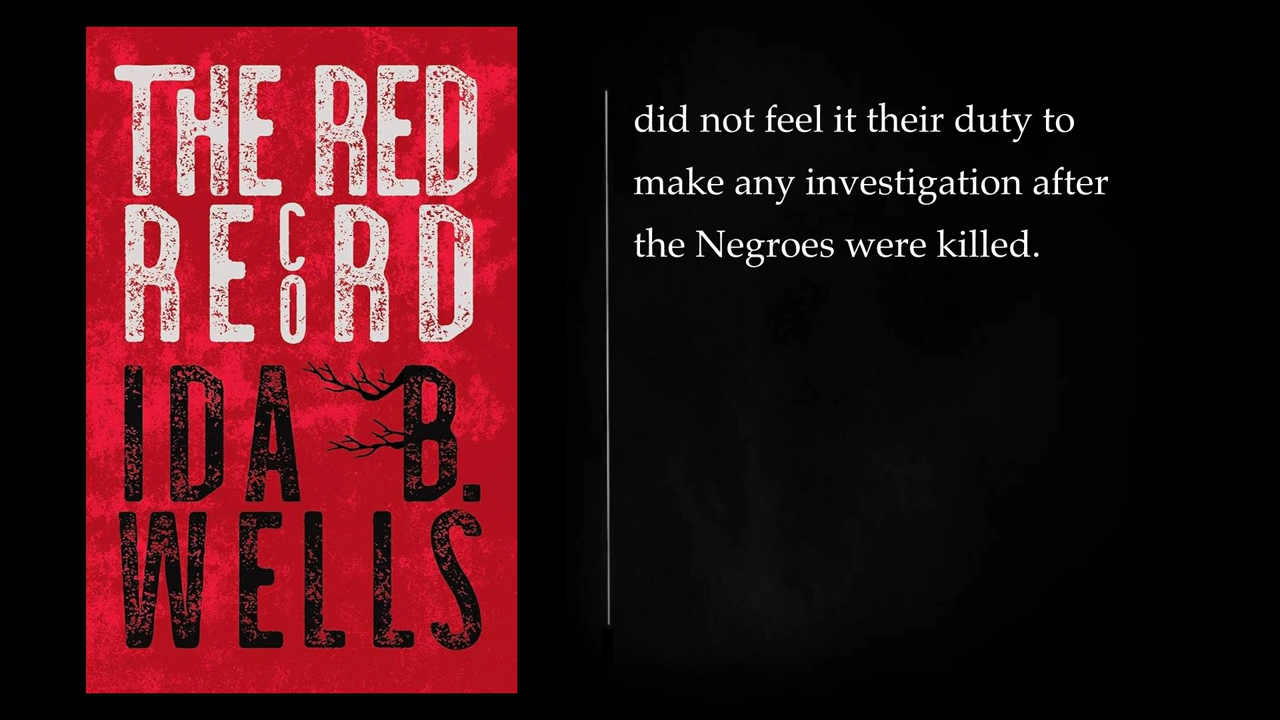 THE RED
RECORD
IDA B.
WELLS
did not feel it their duty to
make any investigation after
the Negroes were killed.